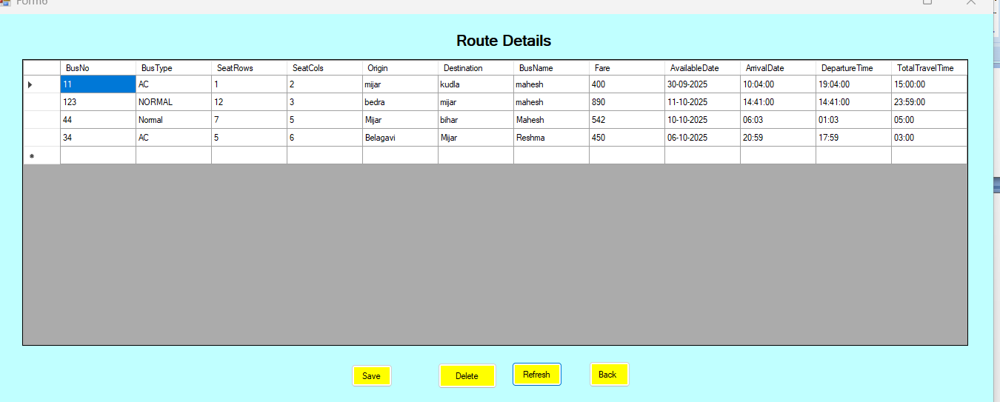 Form6
Route Details
BusNo BusType SeatRows SeatCols Origin Destination BusName Fare AvailableDate ArrivalDate DepartureTime TotalTravelTime
11 AC 1 2 mijar kudla mahesh 400 30-09-2025 10:04:00 19:04:00 15:00:00
123 NORMAL 12 3 bedra mijar mahesh 890 11-10-2025 14:41:00 14:41:00 23:59:00
44 Normal 7 5 Mijar bihar Mahesh 542 10-10-2025 06:03 01:03 05:00
34 AC 5 6 Belagavi Mijar Reshma 450 06-10-2025 20:59 17:59 03:00
Save Delete Refresh Back